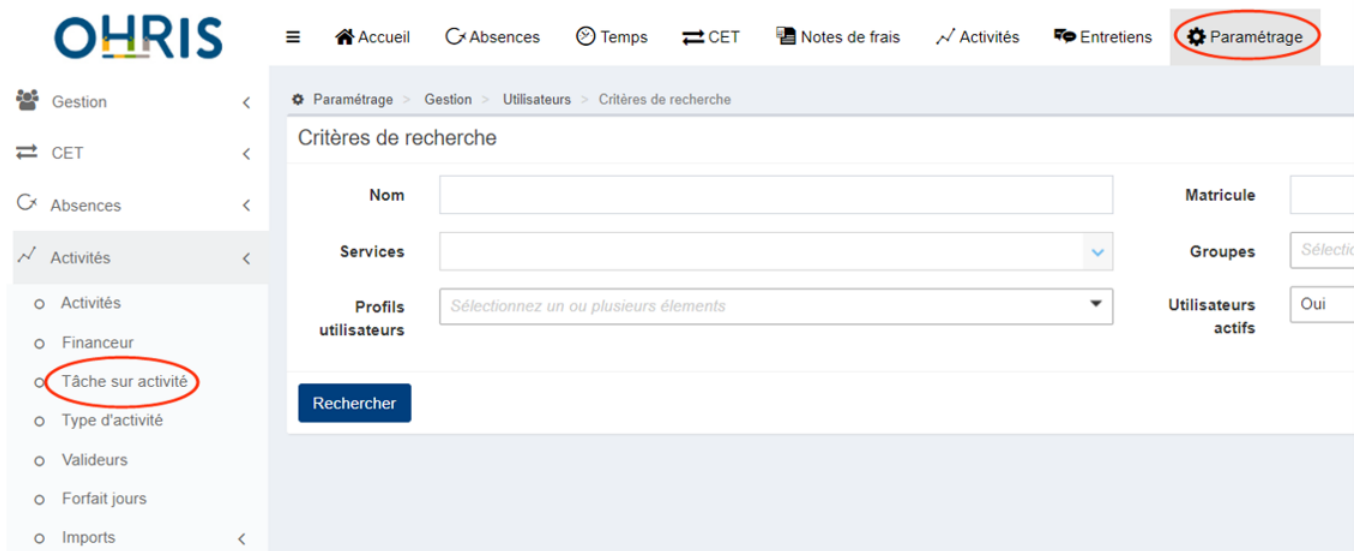 OHRIS
Accueil Absences Temps CET Notes de frais Activités Entretiens Paramétrage
Gestion
CET
Absences
Activités
Activités
Financeur
Tâche sur activité
Type d'activité
Valideurs
Forfait jours
Imports
Paramétrage > Gestion > Utilisateurs > Critères de recherche
Critères de recherche
Nom
Matricule
Services
Groupes
Profils utilisateurs
Sélectionnez un ou plusieurs élements
Utilisateurs actifs
Oui
Rechercher